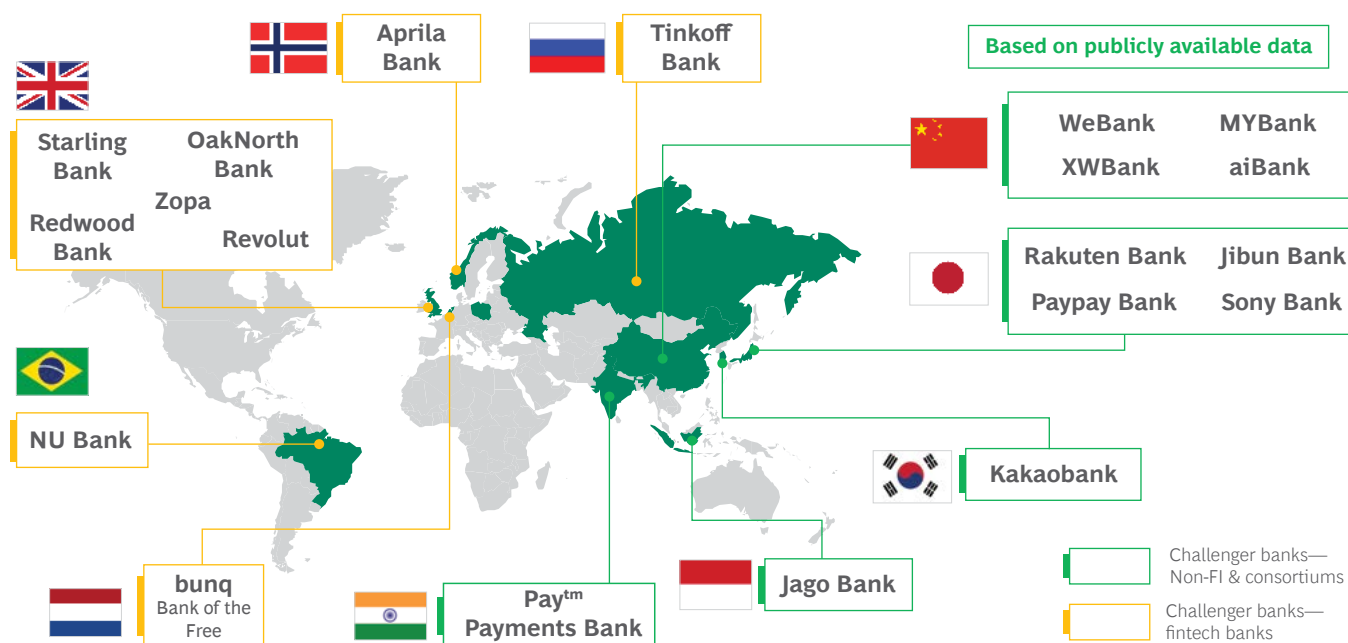 Aprila
Bank
Tinkoff
Bank
Based on publicly available data
Starling
Bank
OakNorth
Bank
Zopa
Redwood
Bank
Revolut
WeBank
MYBank
XWBank
aiBank
Rakuten Bank
Jibun Bank
Paypay Bank
Sony Bank
NU Bank
Kakaobank
bunq
Bank of the
Free
Paytm
Payments Bank
Jago Bank
Challenger banks—
Non-FI & consortiums
Challenger banks—
fintech banks